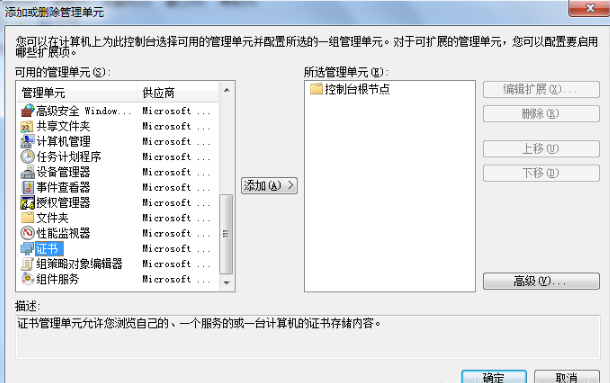 添加或删除管理单元
您可以在计算机上为此控制台选择可用的管理单元并配置所选的一组管理单元。对于可扩展的管理单元，您可以配置要启用
哪些扩展项。
可用的管理单元(S)：
所选管理单元(E)：
管理单元 供应商
高级安全 Window... Microsoft ...
共享文件夹 Microsoft ...
计算机管理 Microsoft ...
任务计划程序 Microsoft ...
设备管理器 Microsoft ...
事件查看器 Microsoft ...
授权管理器 Microsoft ...
文件夹 Microsoft ...
性能监视器 Microsoft ...
证书 Microsoft ...
组策略对象编辑器 Microsoft ...
组件服务 Microsoft ...
添加(A) >
控制台根节点
编辑扩展(X)...
删除(R)
上移(U)
下移(D)
高级(V)...
描述：
证书管理单元允许您浏览自己的、一个服务的或一台计算机的证书存储内容。
确定
取消